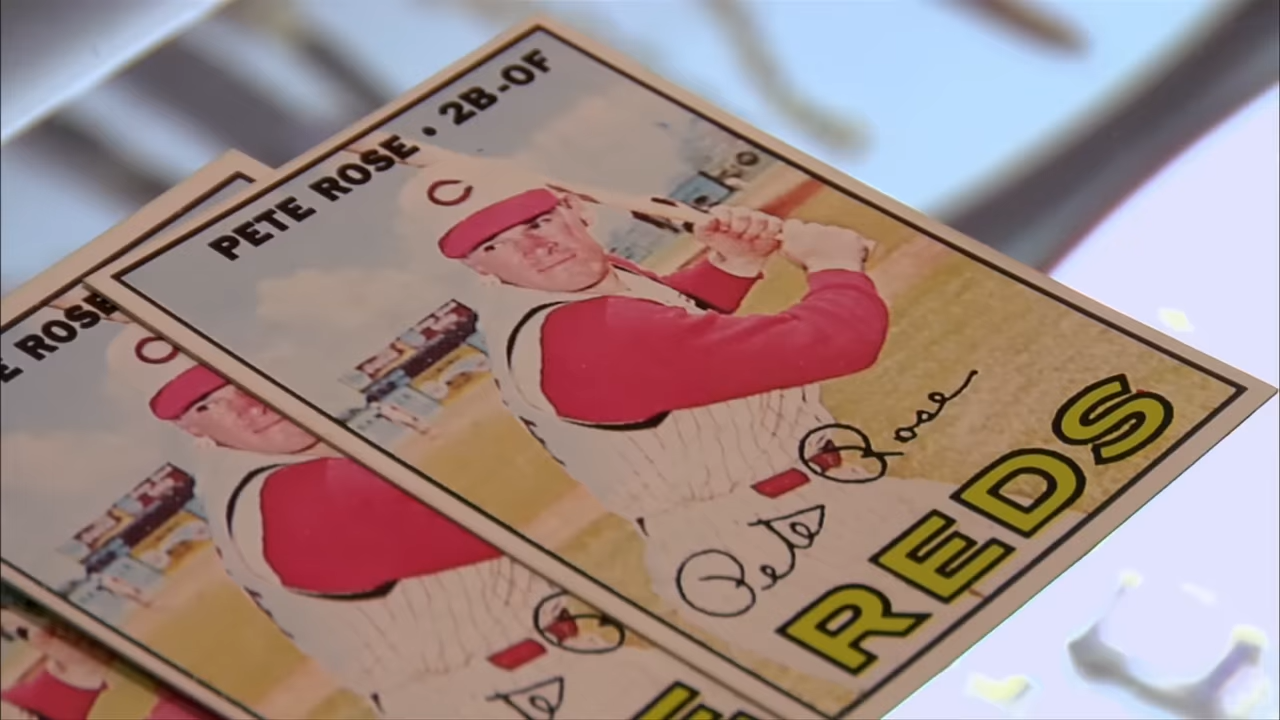 PETE ROSE • 2B-OF
C
Pete Rose
REDS
E ROSE
C